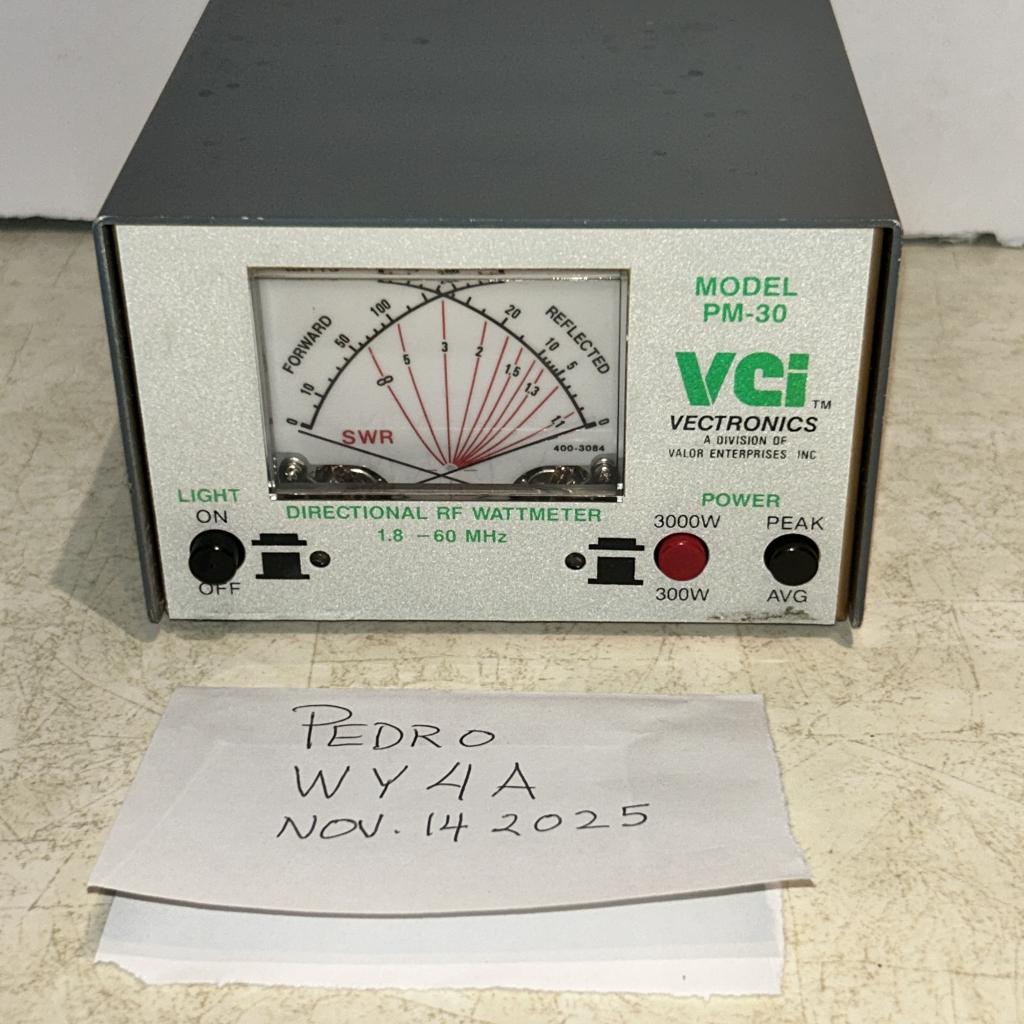 MODEL
PM-30
VCi TM
VECTRONICS
A DIVISION OF
VALOR ENTERPRISES INC
FORWARD
0 10 50 100
REFLECTED
20 10 5 0
∞ 5 3 2 1.5 1.3 1.1
SWR
400-3084
LIGHT
ON
OFF
DIRECTIONAL RF WATTMETER
1.8 – 60 MHz
POWER
3000W
300W
PEAK
AVG
PEDRO
WY4A
NOV. 14 2025